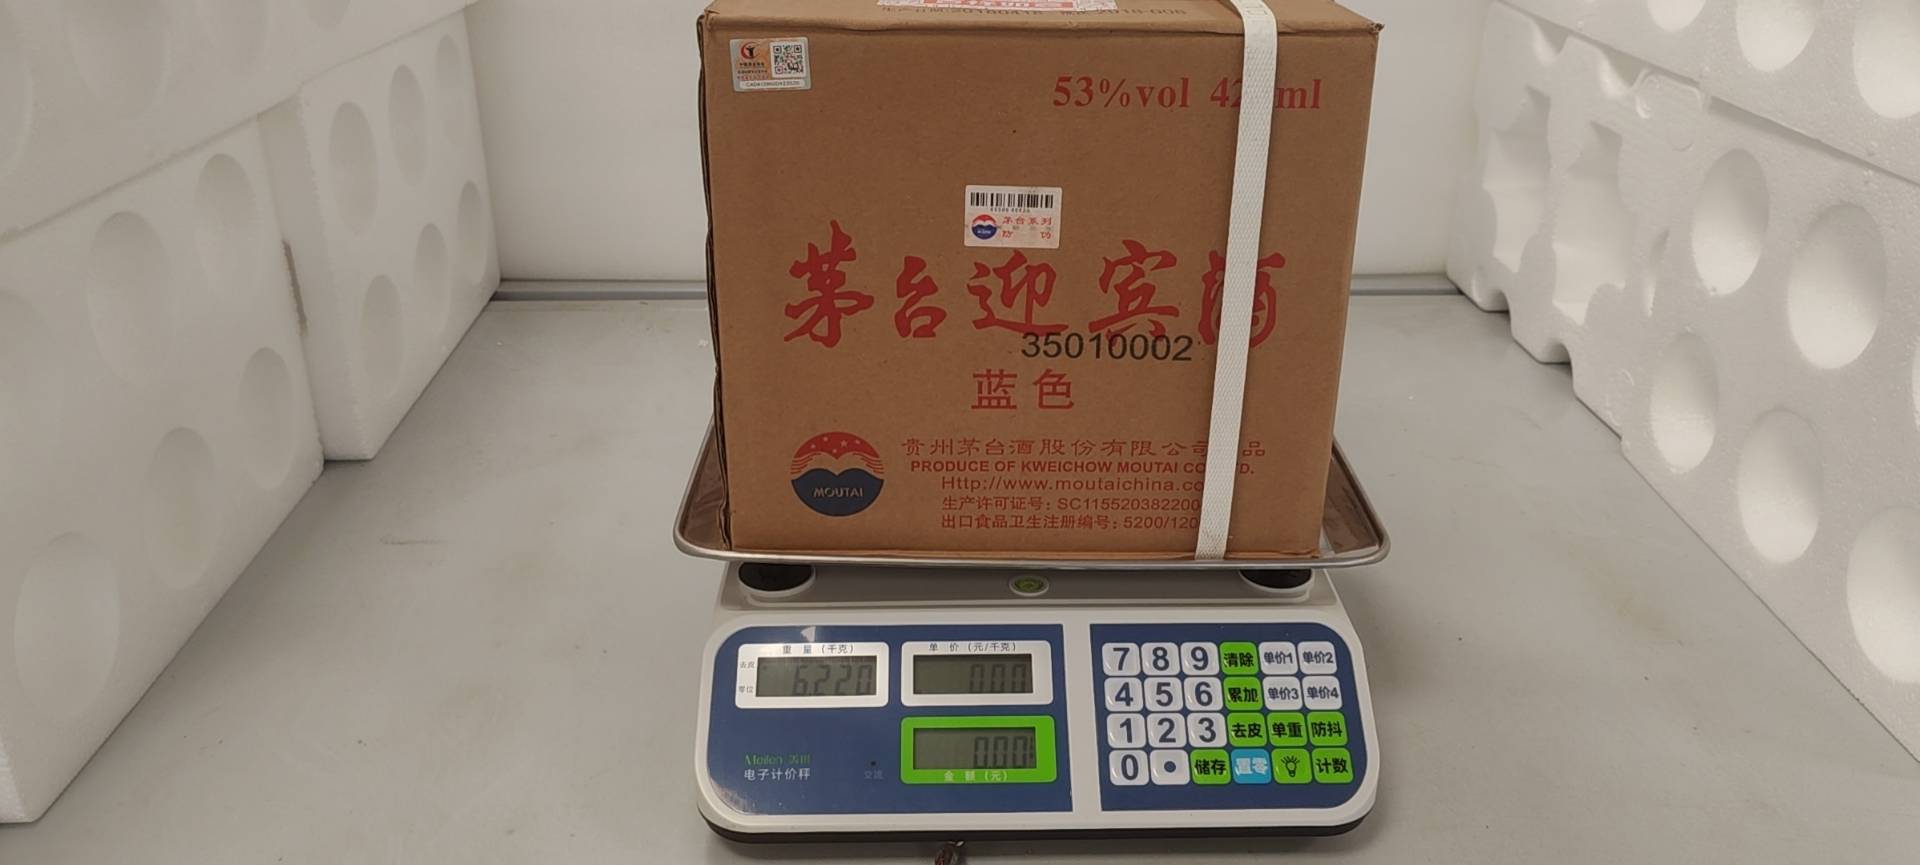 53%vol 42 ml
茅台系列
茅台迎宾酒
35010002
蓝色
MOUTAI
贵州茅台酒股份有限公司 品
PRODUCE OF KWEICHOW MOUTAI CO TD.
Http://www.moutaichina.co
生产许可证号：SC115520382200
出口食品卫生注册编号：5200/120
重量(千克)
单价(元/千克)
去皮
零位
6.220
0.00
0.00
金额(元)
电子计价秤
交流
7 8 9 清除 单价1 单价2
4 5 6 累加 单价3 单价4
1 2 3 去皮 单重 防抖
0 • 储存 置零 计数